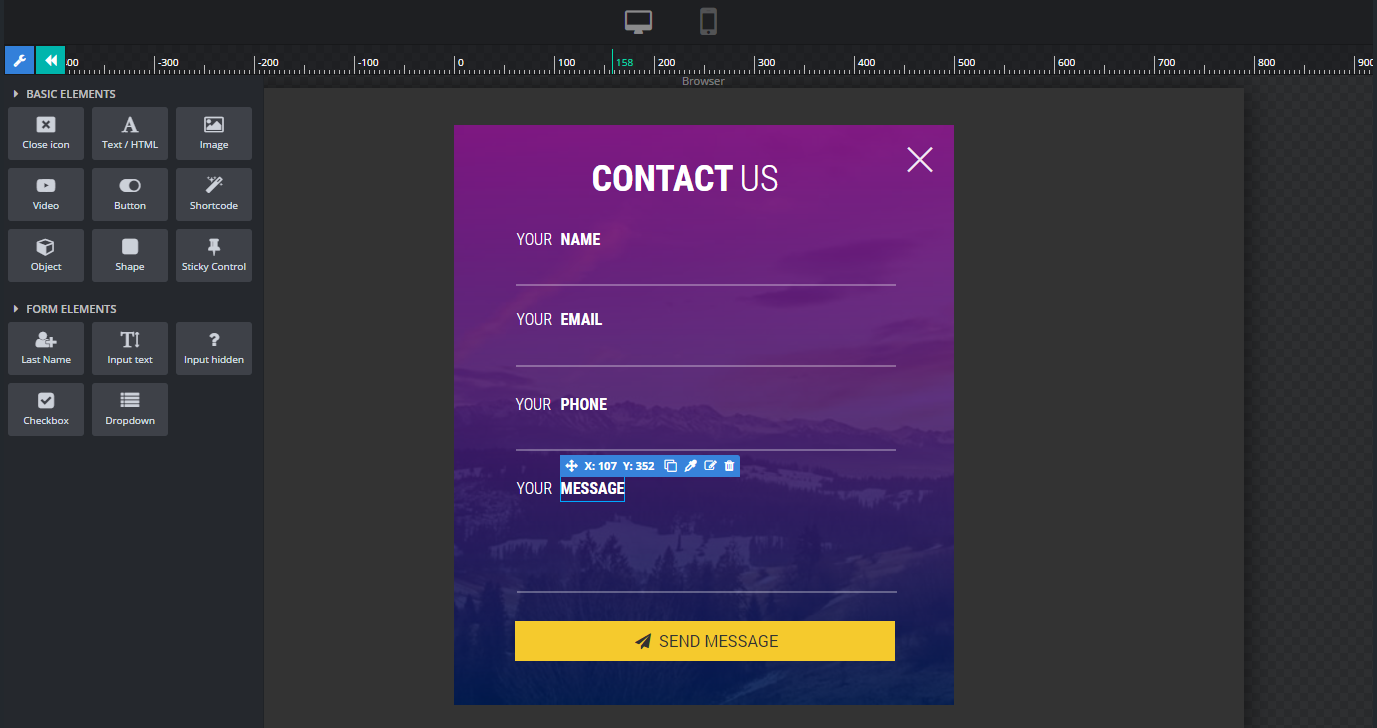 00 -300 -200 -100 0 100 158 200 300 400 500 600 700 800 900
Browser
BASIC ELEMENTS
Close icon Text / HTML Image
Video Button Shortcode
Object Shape Sticky Control
FORM ELEMENTS
Last Name Input text Input hidden
Checkbox Dropdown
CONTACT US
YOUR NAME
YOUR EMAIL
YOUR PHONE
X: 107 Y: 352
YOUR MESSAGE
SEND MESSAGE